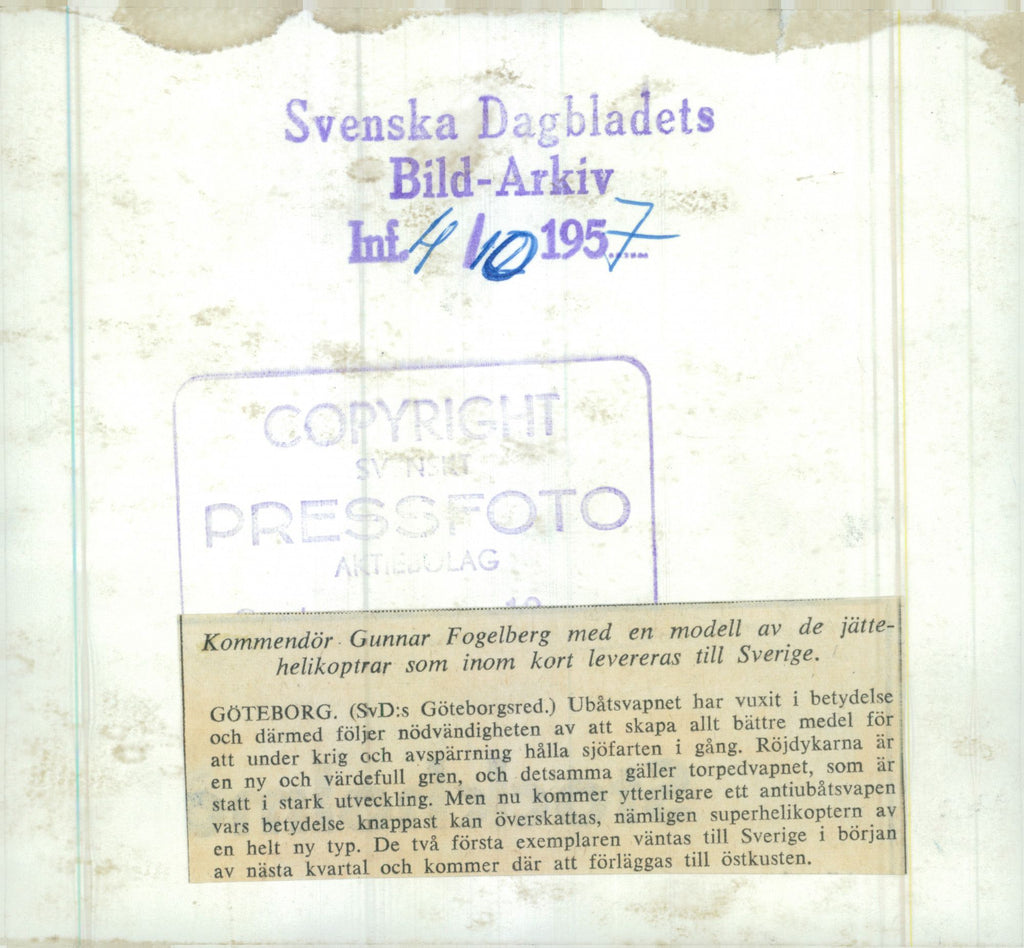 Svenska Dagbladets
Bild-Arkiv
Inf. 4/10 1957
COPYRIGHT
PRESSFOTO
AKTIEBOLAG
Kommendör Gunnar Fogelberg med en modell av de jätte-
helikoptrar som inom kort levereras till Sverige.
GÖTEBORG. (SvD:s Göteborgsred.) Ubåtsvapnet har vuxit i betydelse
och därmed följer nödvändigheten av att skapa allt bättre medel för
att under krig och avspärrning hålla sjöfarten i gång. Röjdykarna är
en ny och värdefull gren, och detsamma gäller torpedvapnet, som är
statt i stark utveckling. Men nu kommer ytterligare ett antiubåtsvapen
vars betydelse knappast kan överskattas, nämligen superhelikoptern av
en helt ny typ. De två första exemplaren väntas till Sverige i början
av nästa kvartal och kommer där att förläggas till östkusten.